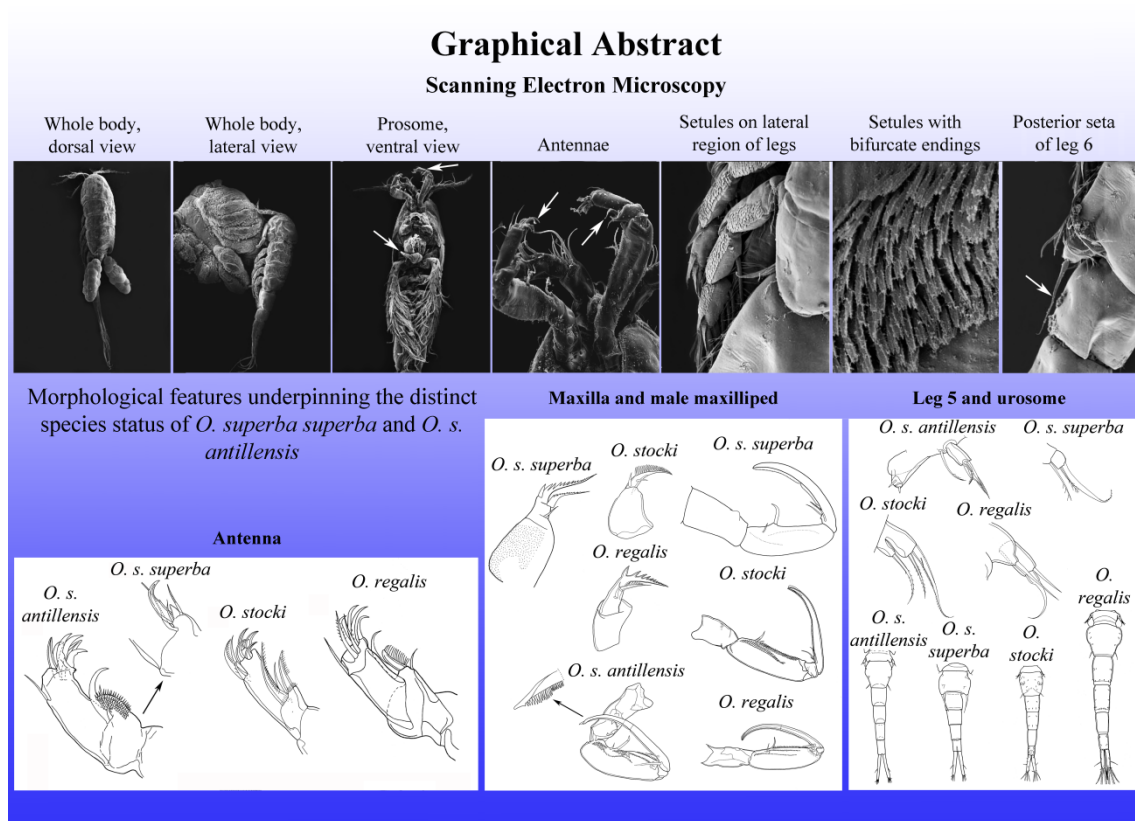 Graphical Abstract
Scanning Electron Microscopy
Whole body,
dorsal view
Whole body,
lateral view
Prosome,
ventral view
Antennae
Setules on lateral
region of legs
Setules with
bifurcate endings
Posterior seta
of leg 6
Morphological features underpinning the distinct
species status of O. superba superba and O. s.
antillensis
Antenna
O. s. superba
O. s.
antillensis
O. stocki
O. regalis
Maxilla and male maxilliped
O. s. superba
O. stocki
O. s. superba
O. regalis
O. stocki
O. s. antillensis
O. regalis
Leg 5 and urosome
O. s. antillensis
O. s. superba
O. stocki
O. regalis
O. s.
antillensis
O. s.
superba
O.
stocki
O.
regalis